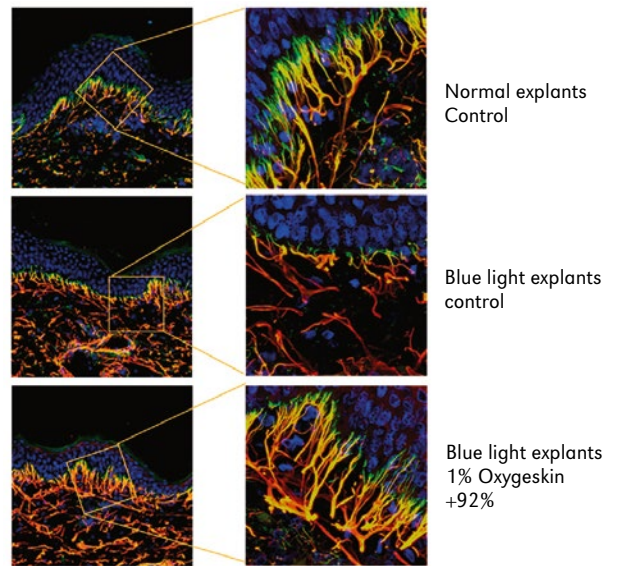 Normal explants
Control
Blue light explants
control
Blue light explants
1% Oxygeskin
+92%